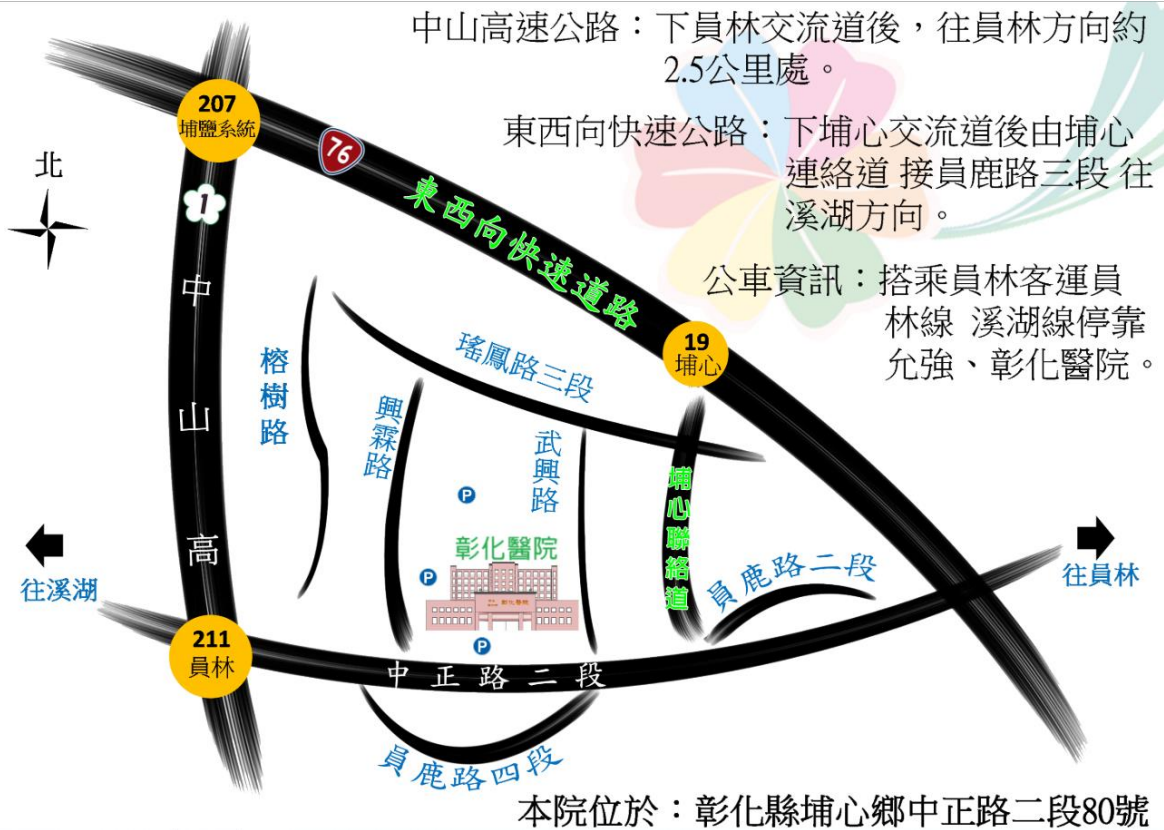 中山高速公路：下員林交流道後，往員林方向約
2.5公里處。
東西向快速公路：下埔心交流道後由埔心
連絡道 接員鹿路三段 往
溪湖方向。
公車資訊：搭乘員林客運員
林線 溪湖線停靠
允強、彰化醫院。
207
埔鹽系統
76
北
1
東西向快速道路
中山高
19
埔心
瑤鳳路三段
榕樹路
興霖路
武興路
埔心聯絡道
P
彰化醫院
P
彰化醫院
P
員鹿路二段
往溪湖
往員林
211
員林
中正路二段
員鹿路四段
本院位於：彰化縣埔心鄉中正路二段80號